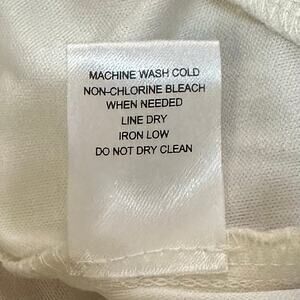 MACHINE WASH COLD
NON-CHLORINE BLEACH
WHEN NEEDED
LINE DRY
IRON LOW
DO NOT DRY CLEAN